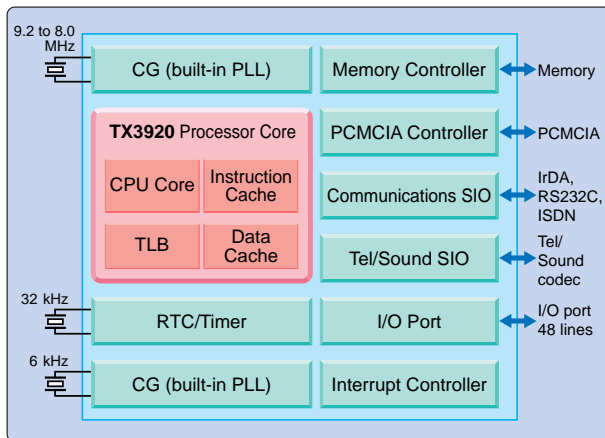 9.2 to 8.0
MHz
CG (built-in PLL)
Memory Controller
Memory
TX3920 Processor Core
CPU Core
Instruction
Cache
TLB
Data
Cache
PCMCIA Controller
PCMCIA
Communications SIO
IrDA,
RS232C,
ISDN
Tel/Sound SIO
Tel/
Sound
codec
32 kHz
RTC/Timer
I/O Port
I/O port
48 lines
6 kHz
CG (built-in PLL)
Interrupt Controller